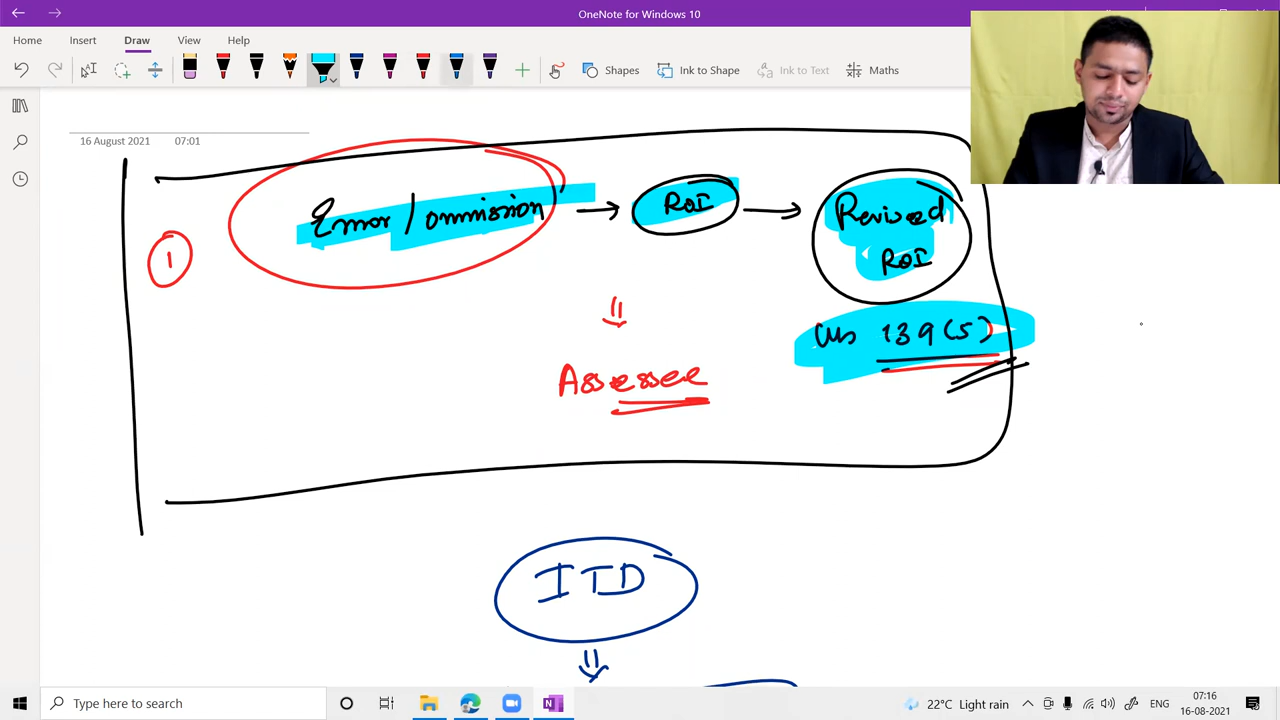 OneNote for Windows 10
Home Insert Draw View Help
Shapes Ink to Shape Ink to Text Maths
16 August 2021 07:01
Error / ommission → ROI → Revised
ROI
1
U/s 139(5)
Assessee
ITD
Type here to search
22°C Light rain ENG 07:16
16-08-2021